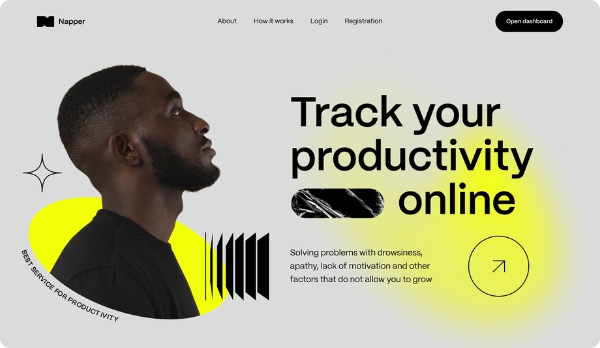 Napper
About
How it works
Login
Registration
Open dashboard
Track your
productivity
online
Solving problems with drowsiness,
apathy, lack of motivation and other
factors that do not allow you to grow
BEST SERVICE FOR PRODUCTIVITY